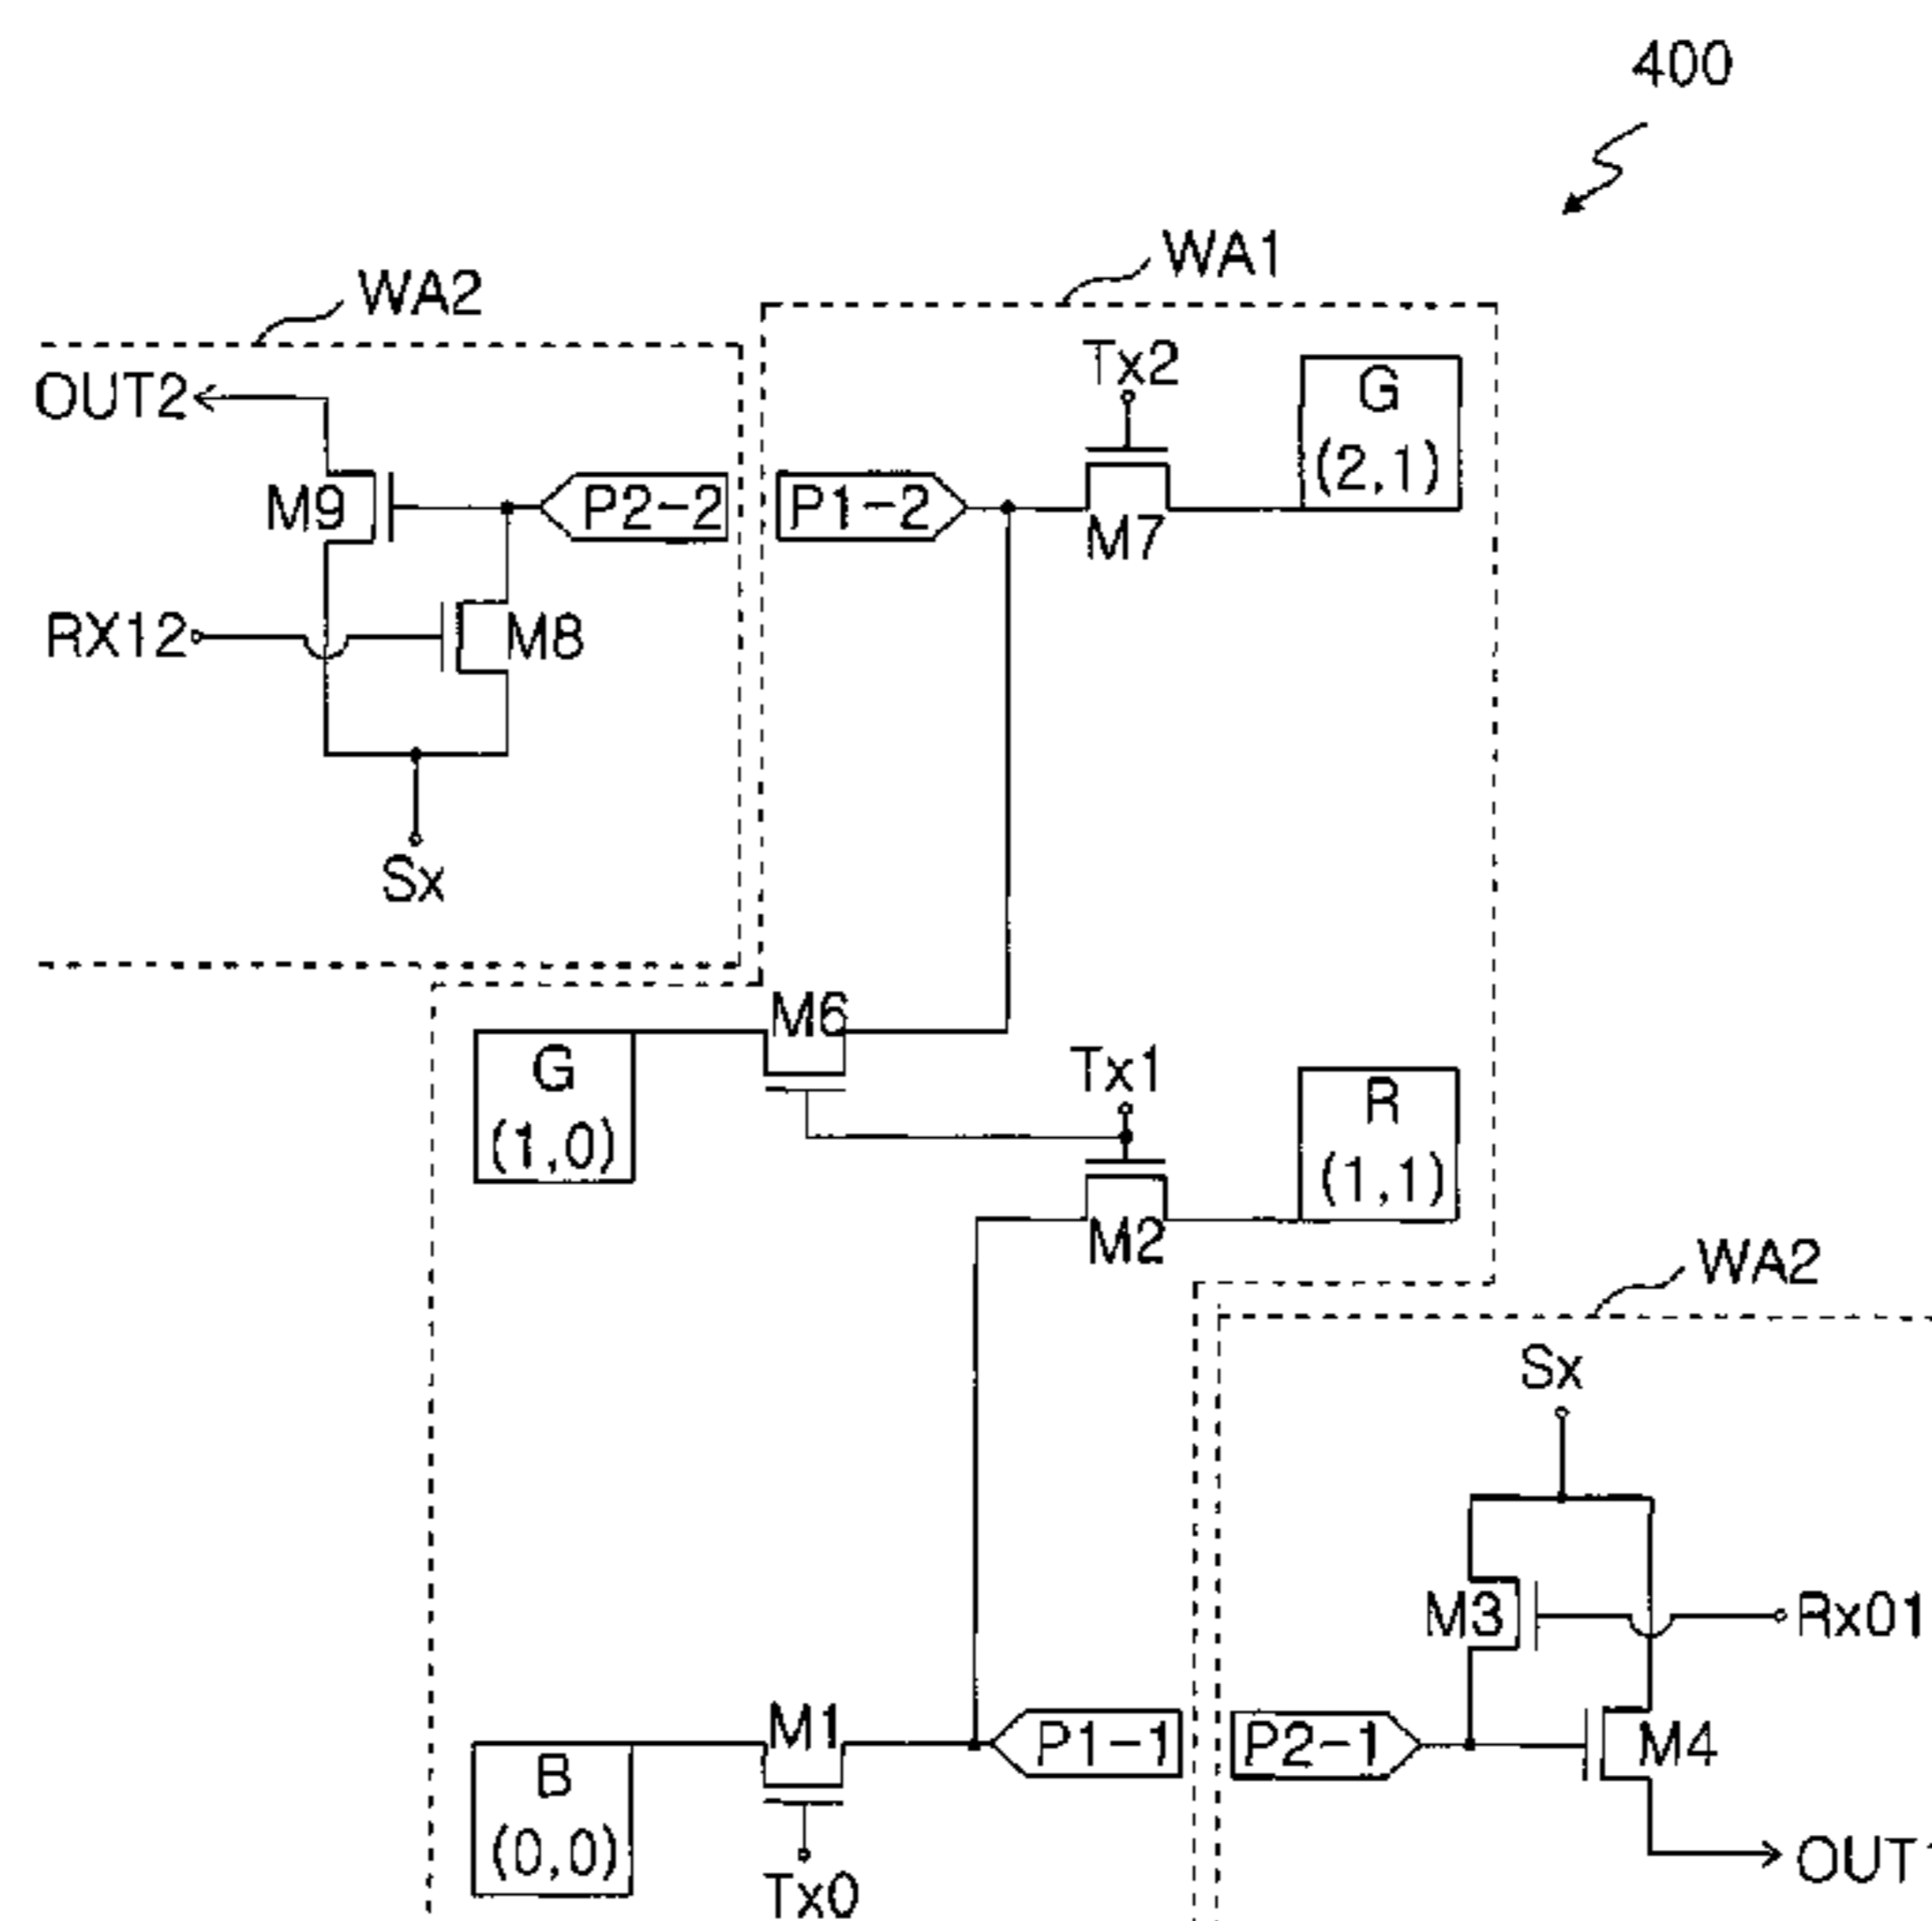 400
WA1
WA2
Tx2
G
(2,1)
OUT2
M9
P2-2
P1-2
M7
RX12
M8
Sx
M6
G
(1,0)
Tx1
R
(1,1)
M2
WA2
Sx
M3
Rx01
M1
P1-1
P2-1
M4
B
(0,0)
Tx0
OUT1